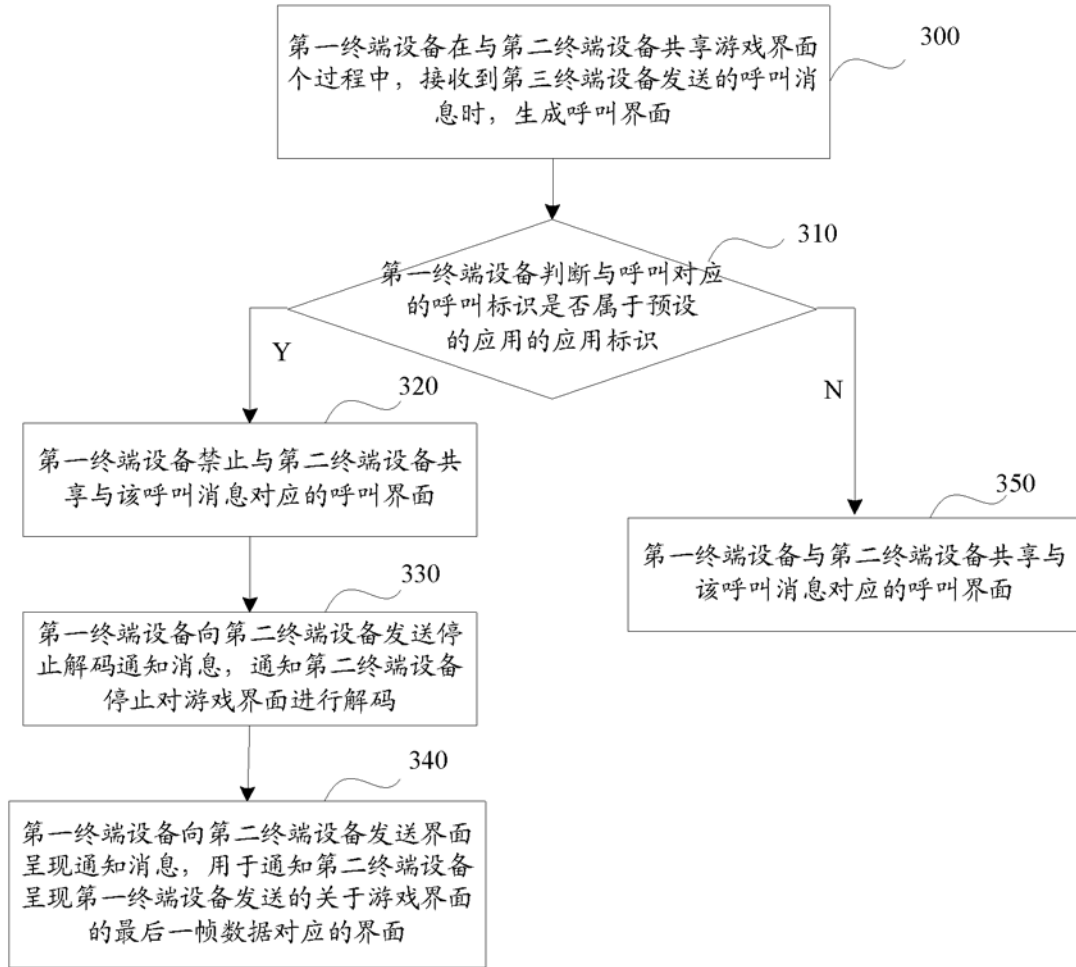 第一终端设备在与第二终端设备共享游戏界面
个过程中，接收到第三终端设备发送的呼叫消
息时，生成呼叫界面
300
310
第一终端设备判断与呼叫对应
的呼叫标识是否属于预设
的应用的应用标识
Y
N
320
第一终端设备禁止与第二终端设备共
享与该呼叫消息对应的呼叫界面
350
第一终端设备与第二终端设备共享与
该呼叫消息对应的呼叫界面
330
第一终端设备向第二终端设备发送停
止解码通知消息，通知第二终端设备
停止对游戏界面进行解码
340
第一终端设备向第二终端设备发送界面
呈现通知消息，用于通知第二终端设备
呈现第一终端设备发送的关于游戏界面
的最后一帧数据对应的界面